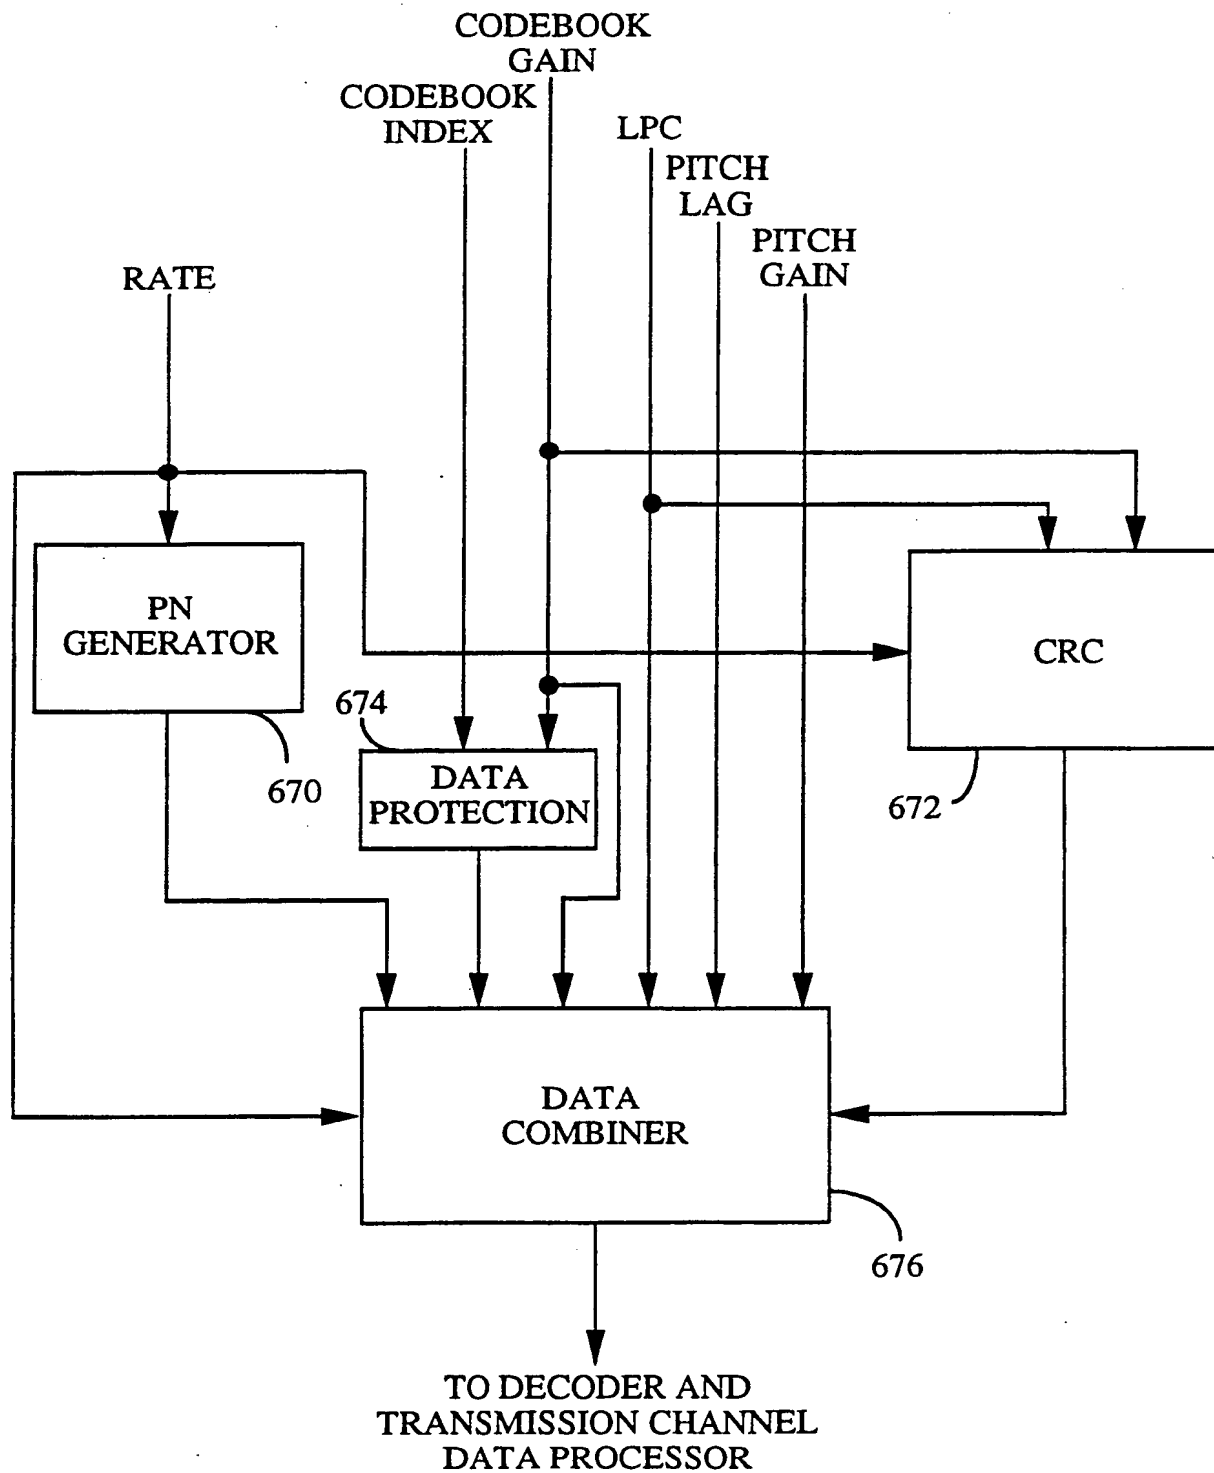 CODEBOOK
GAIN
CODEBOOK
INDEX
LPC
PITCH
LAG
PITCH
GAIN
RATE
PN
GENERATOR
CRC
674
DATA
PROTECTION
670
672
DATA
COMBINER
676
TO DECODER AND
TRANSMISSION CHANNEL
DATA PROCESSOR